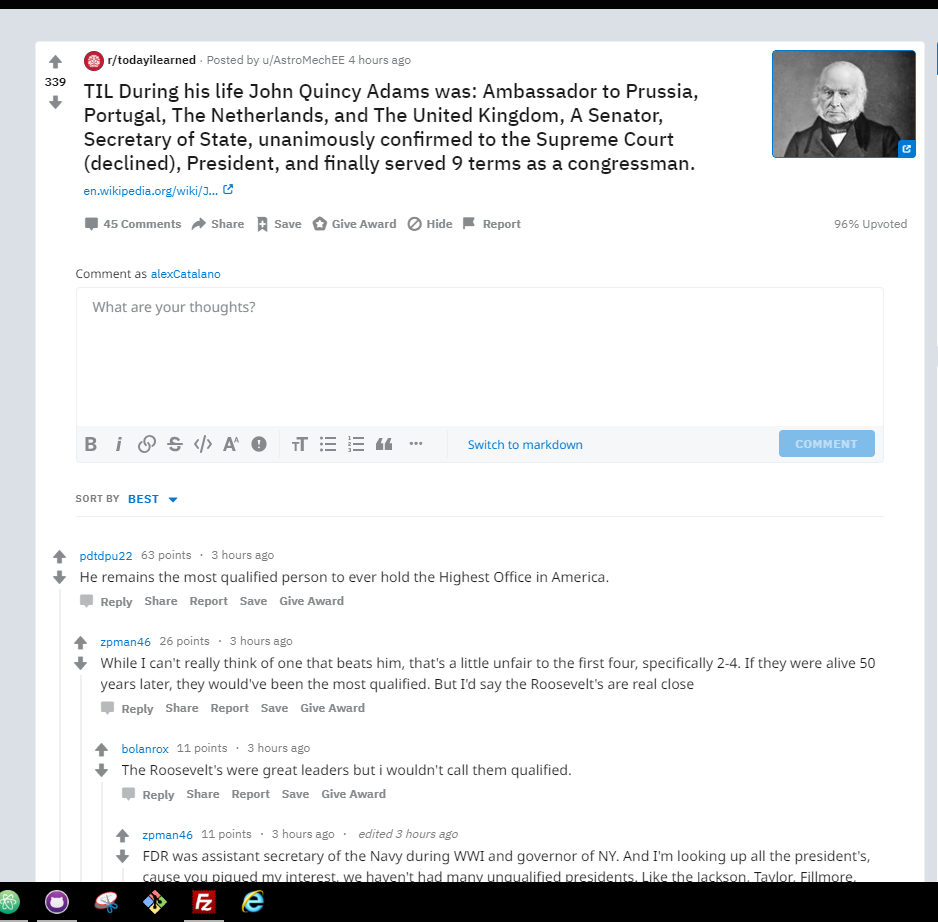 r/todayilearned · Posted by u/AstroMechEE 4 hours ago
339
TIL During his life John Quincy Adams was: Ambassador to Prussia,
Portugal, The Netherlands, and The United Kingdom, A Senator,
Secretary of State, unanimously confirmed to the Supreme Court
(declined), President, and finally served 9 terms as a congressman.
en.wikipedia.org/wiki/J...
45 Comments Share Save Give Award Hide Report 96% Upvoted
Comment as alexCatalano
What are your thoughts?
B i S </> A^A T​T Switch to markdown COMMENT
SORT BY BEST
pdtdpu22 63 points · 3 hours ago
He remains the most qualified person to ever hold the Highest Office in America.
Reply Share Report Save Give Award
zpman46 26 points · 3 hours ago
While I can't really think of one that beats him, that's a little unfair to the first four, specifically 2-4. If they were alive 50
years later, they would've been the most qualified. But I'd say the Roosevelt's are real close
Reply Share Report Save Give Award
bolanrox 11 points · 3 hours ago
The Roosevelt's were great leaders but i wouldn't call them qualified.
Reply Share Report Save Give Award
zpman46 11 points · 3 hours ago · edited 3 hours ago
FDR was assistant secretary of the Navy during WWI and governor of NY. And I'm looking up all the president's,
cause you piqued my interest, we haven't had many unqualified presidents. Like the Jackson, Taylor, Fillmore,
Fz